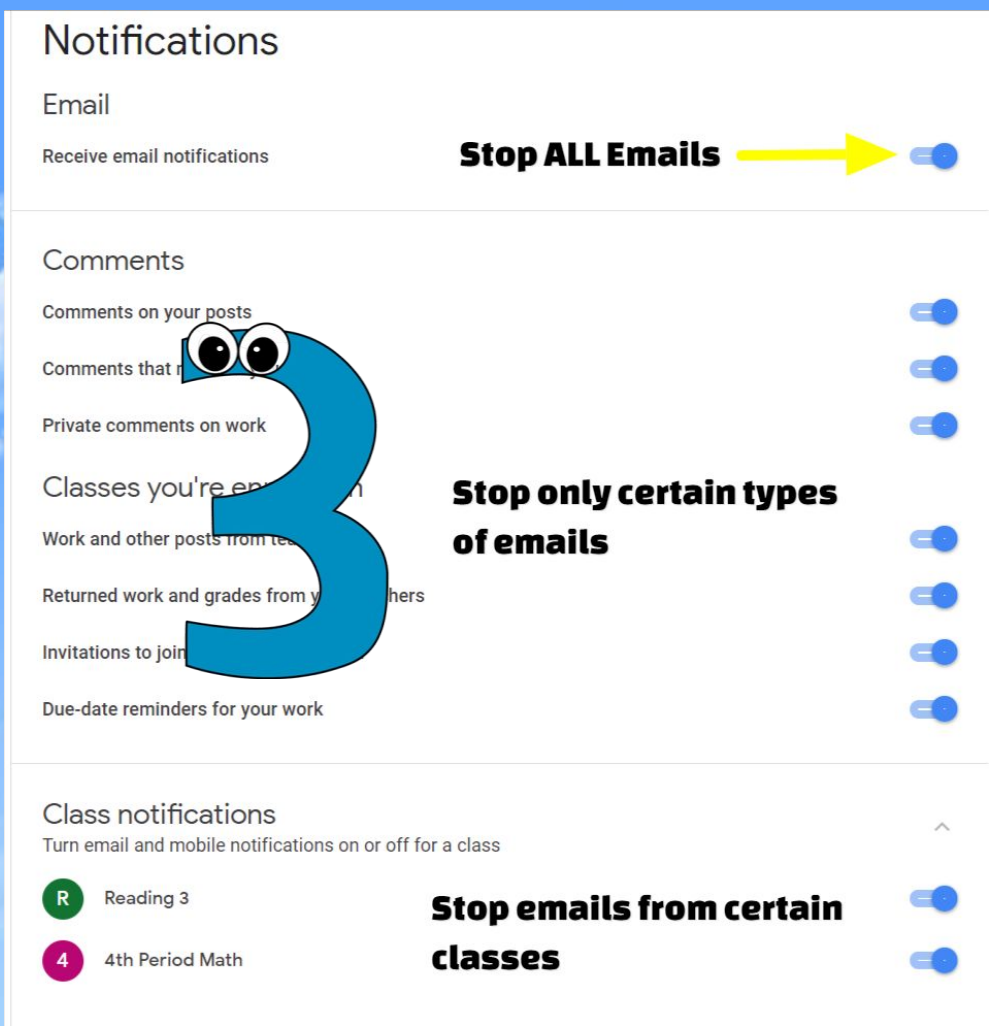 Notifications
Email
Receive email notifications
Stop ALL Emails
Comments
Comments on your posts
Comments that
Private comments on work
3
Classes you're
Stop only certain types
of emails
Work and other posts from
Returned work and grades from
Invitations to join
Due-date reminders for your work
Class notifications
Turn email and mobile notifications on or off for a class
R Reading 3
Stop emails from certain
classes
4 4th Period Math